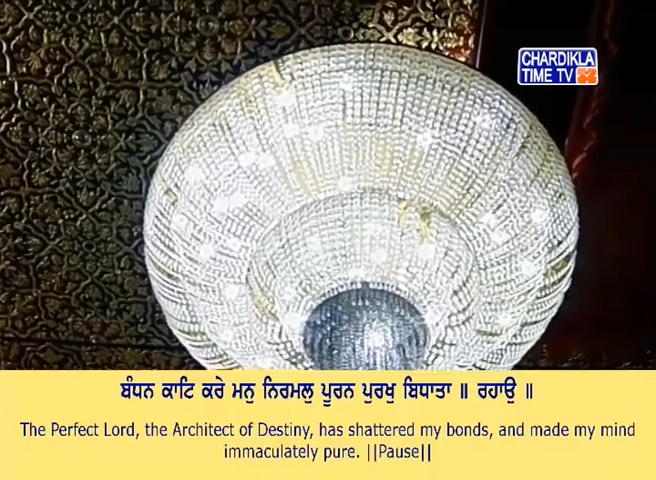 CHARDIKLA
TIME TV
ਬੰਧਨ ਕਾਟਿ ਕਰੇ ਮਨੁ ਨਿਰਮਲੁ ਪੂਰਨ ਪੁਰਖੁ ਬਿਧਾਤਾ ॥ ਰਹਾਉ ॥
The Perfect Lord, the Architect of Destiny, has shattered my bonds, and made my mind
immaculately pure. ||Pause||